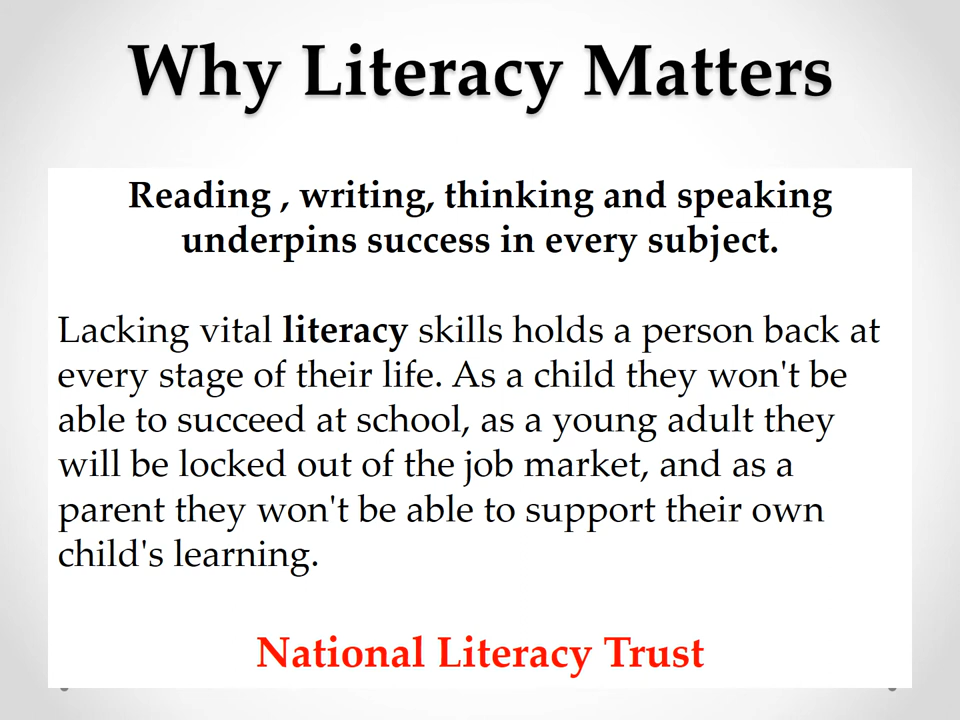 Why Literacy Matters
Reading , writing, thinking and speaking
underpins success in every subject.
Lacking vital literacy skills holds a person back at
every stage of their life. As a child they won't be
able to succeed at school, as a young adult they
will be locked out of the job market, and as a
parent they won't be able to support their own
child's learning.
National Literacy Trust